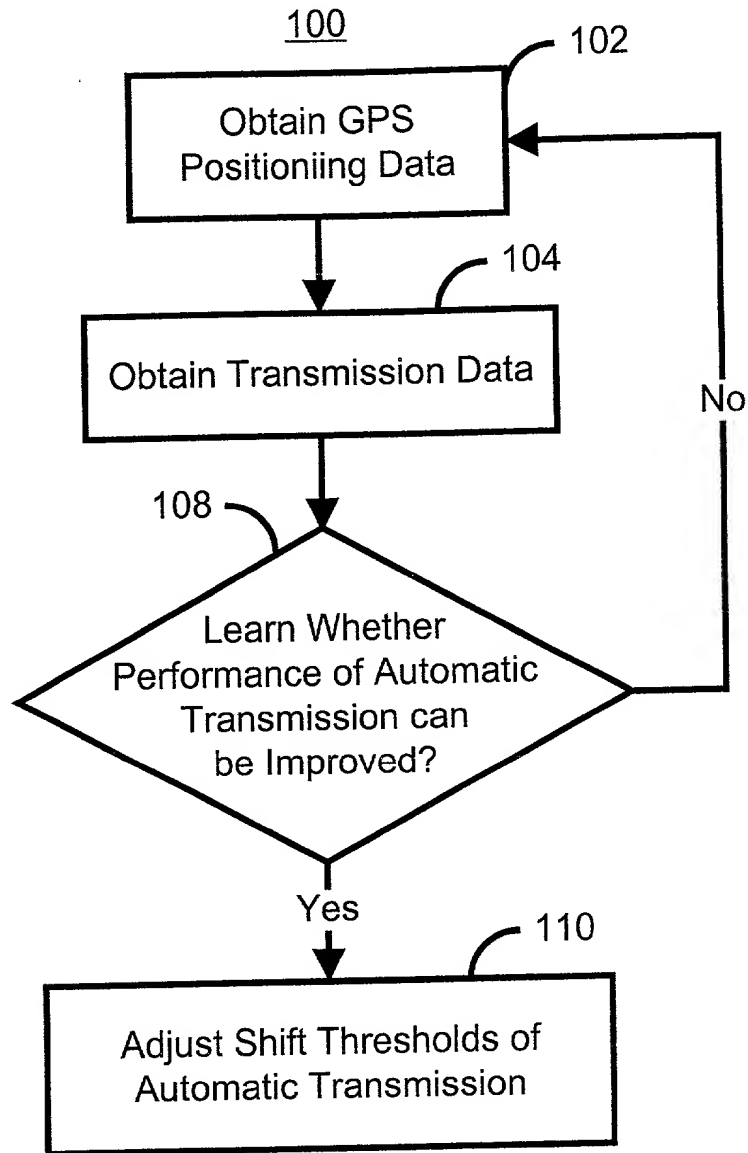 100
102
Obtain GPS
Positioniing Data
104
Obtain Transmission Data
No
108
Learn Whether
Performance of Automatic
Transmission can
be Improved?
Yes
110
Adjust Shift Thresholds of
Automatic Transmission